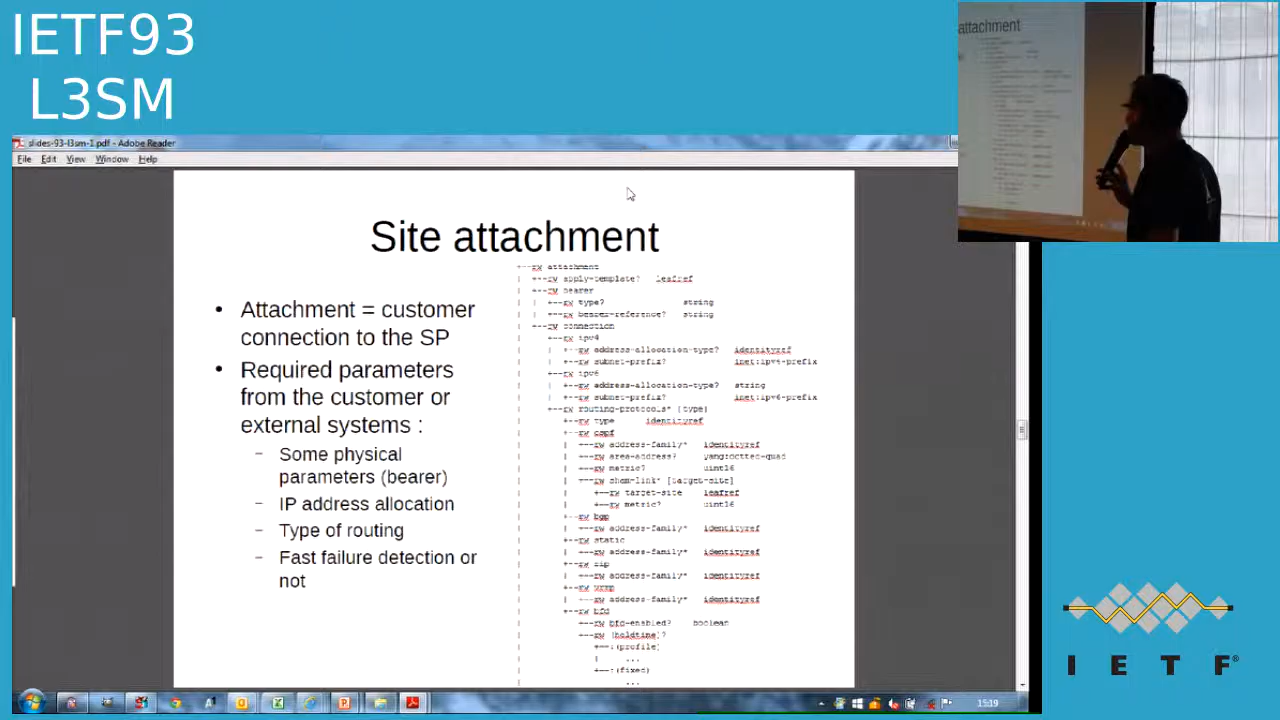 IETF93
L3SM
attachment
slides-93-l3sm-1.pdf - Adobe Reader
File Edit View Window Help
Site attachment
• Attachment = customer
connection to the SP
• Required parameters
from the customer or
external systems :
– Some physical
parameters (bearer)
– IP address allocation
– Type of routing
– Fast failure detection or
not
+--rw attachment
| +--rw apply-template? leafref
| +--rw bearer
| | +--rw type? string
| | +--rw bearer-reference? string
| +--rw connection
| +--rw ipv4
| | +--rw address-allocation-type? identityref
| | +--rw subnet-prefix? inet:ipv4-prefix
| +--rw ipv6
| | +--rw address-allocation-type? string
| | +--rw subnet-prefix? inet:ipv6-prefix
| +--rw routing-protocols* [type]
| +--rw type identityref
| +--rw ospf
| | +--rw address-family* identityref
| | +--rw area-address? yang:dotted-quad
| | +--rw metric? uint16
| | +--rw sham-link* [target-site]
| | +--rw target-site leafref
| | +--rw metric? uint16
| +--rw bgp
| | +--rw address-family* identityref
| +--rw static
| | +--rw address-family* identityref
| +--rw rip
| | +--rw address-family* identityref
| +--rw vrrp
| | +--rw address-family* identityref
| +--rw bfd
| +--rw bfd-enabled? boolean
| +--rw (holdtime)?
| +--:(profile)
| | ...
| +--:(fixed)
| ...
15:19
IETF®